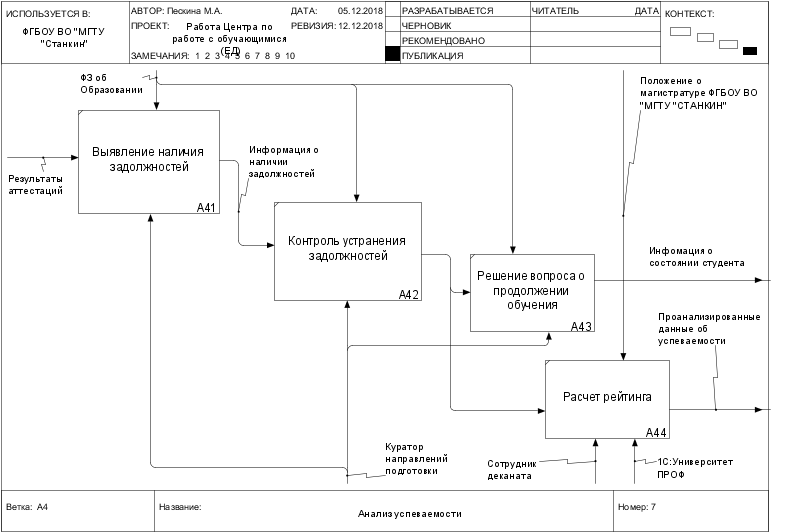 ИСПОЛЬЗУЕТСЯ В:
ФГБОУ ВО "МГТУ
"Станкин"
АВТОР: Пескина М.А.
ДАТА: 05.12.2018
ПРОЕКТ: Работа Центра по
работе с обучающимися
(ЕД)
РЕВИЗИЯ: 12.12.2018
ЗАМЕЧАНИЯ: 1 2 3 4 5 6 7 8 9 10
РАЗРАБАТЫВАЕТСЯ
ЧЕРНОВИК
РЕКОМЕНДОВАНО
ПУБЛИКАЦИЯ
ЧИТАТЕЛЬ ДАТА
КОНТЕКСТ:
ФЗ об
Образовании
Положение о
магистратуре ФГБОУ ВО
"МГТУ "СТАНКИН"
Выявление наличия
задолжностей
A41
Результаты
аттестаций
Информация о
наличии
задолжностей
Контроль устранения
задолжностей
A42
Решение вопроса о
продолжении
обучения
A43
Инфомация о
состоянии студента
Проанализированные
данные об
успеваемости
Расчет рейтинга
A44
Куратор
направлений
подготовки
Сотрудник
деканата
1С:Университет
ПРОФ
Ветка: A4
Название:
Анализ успеваемости
Номер: 7